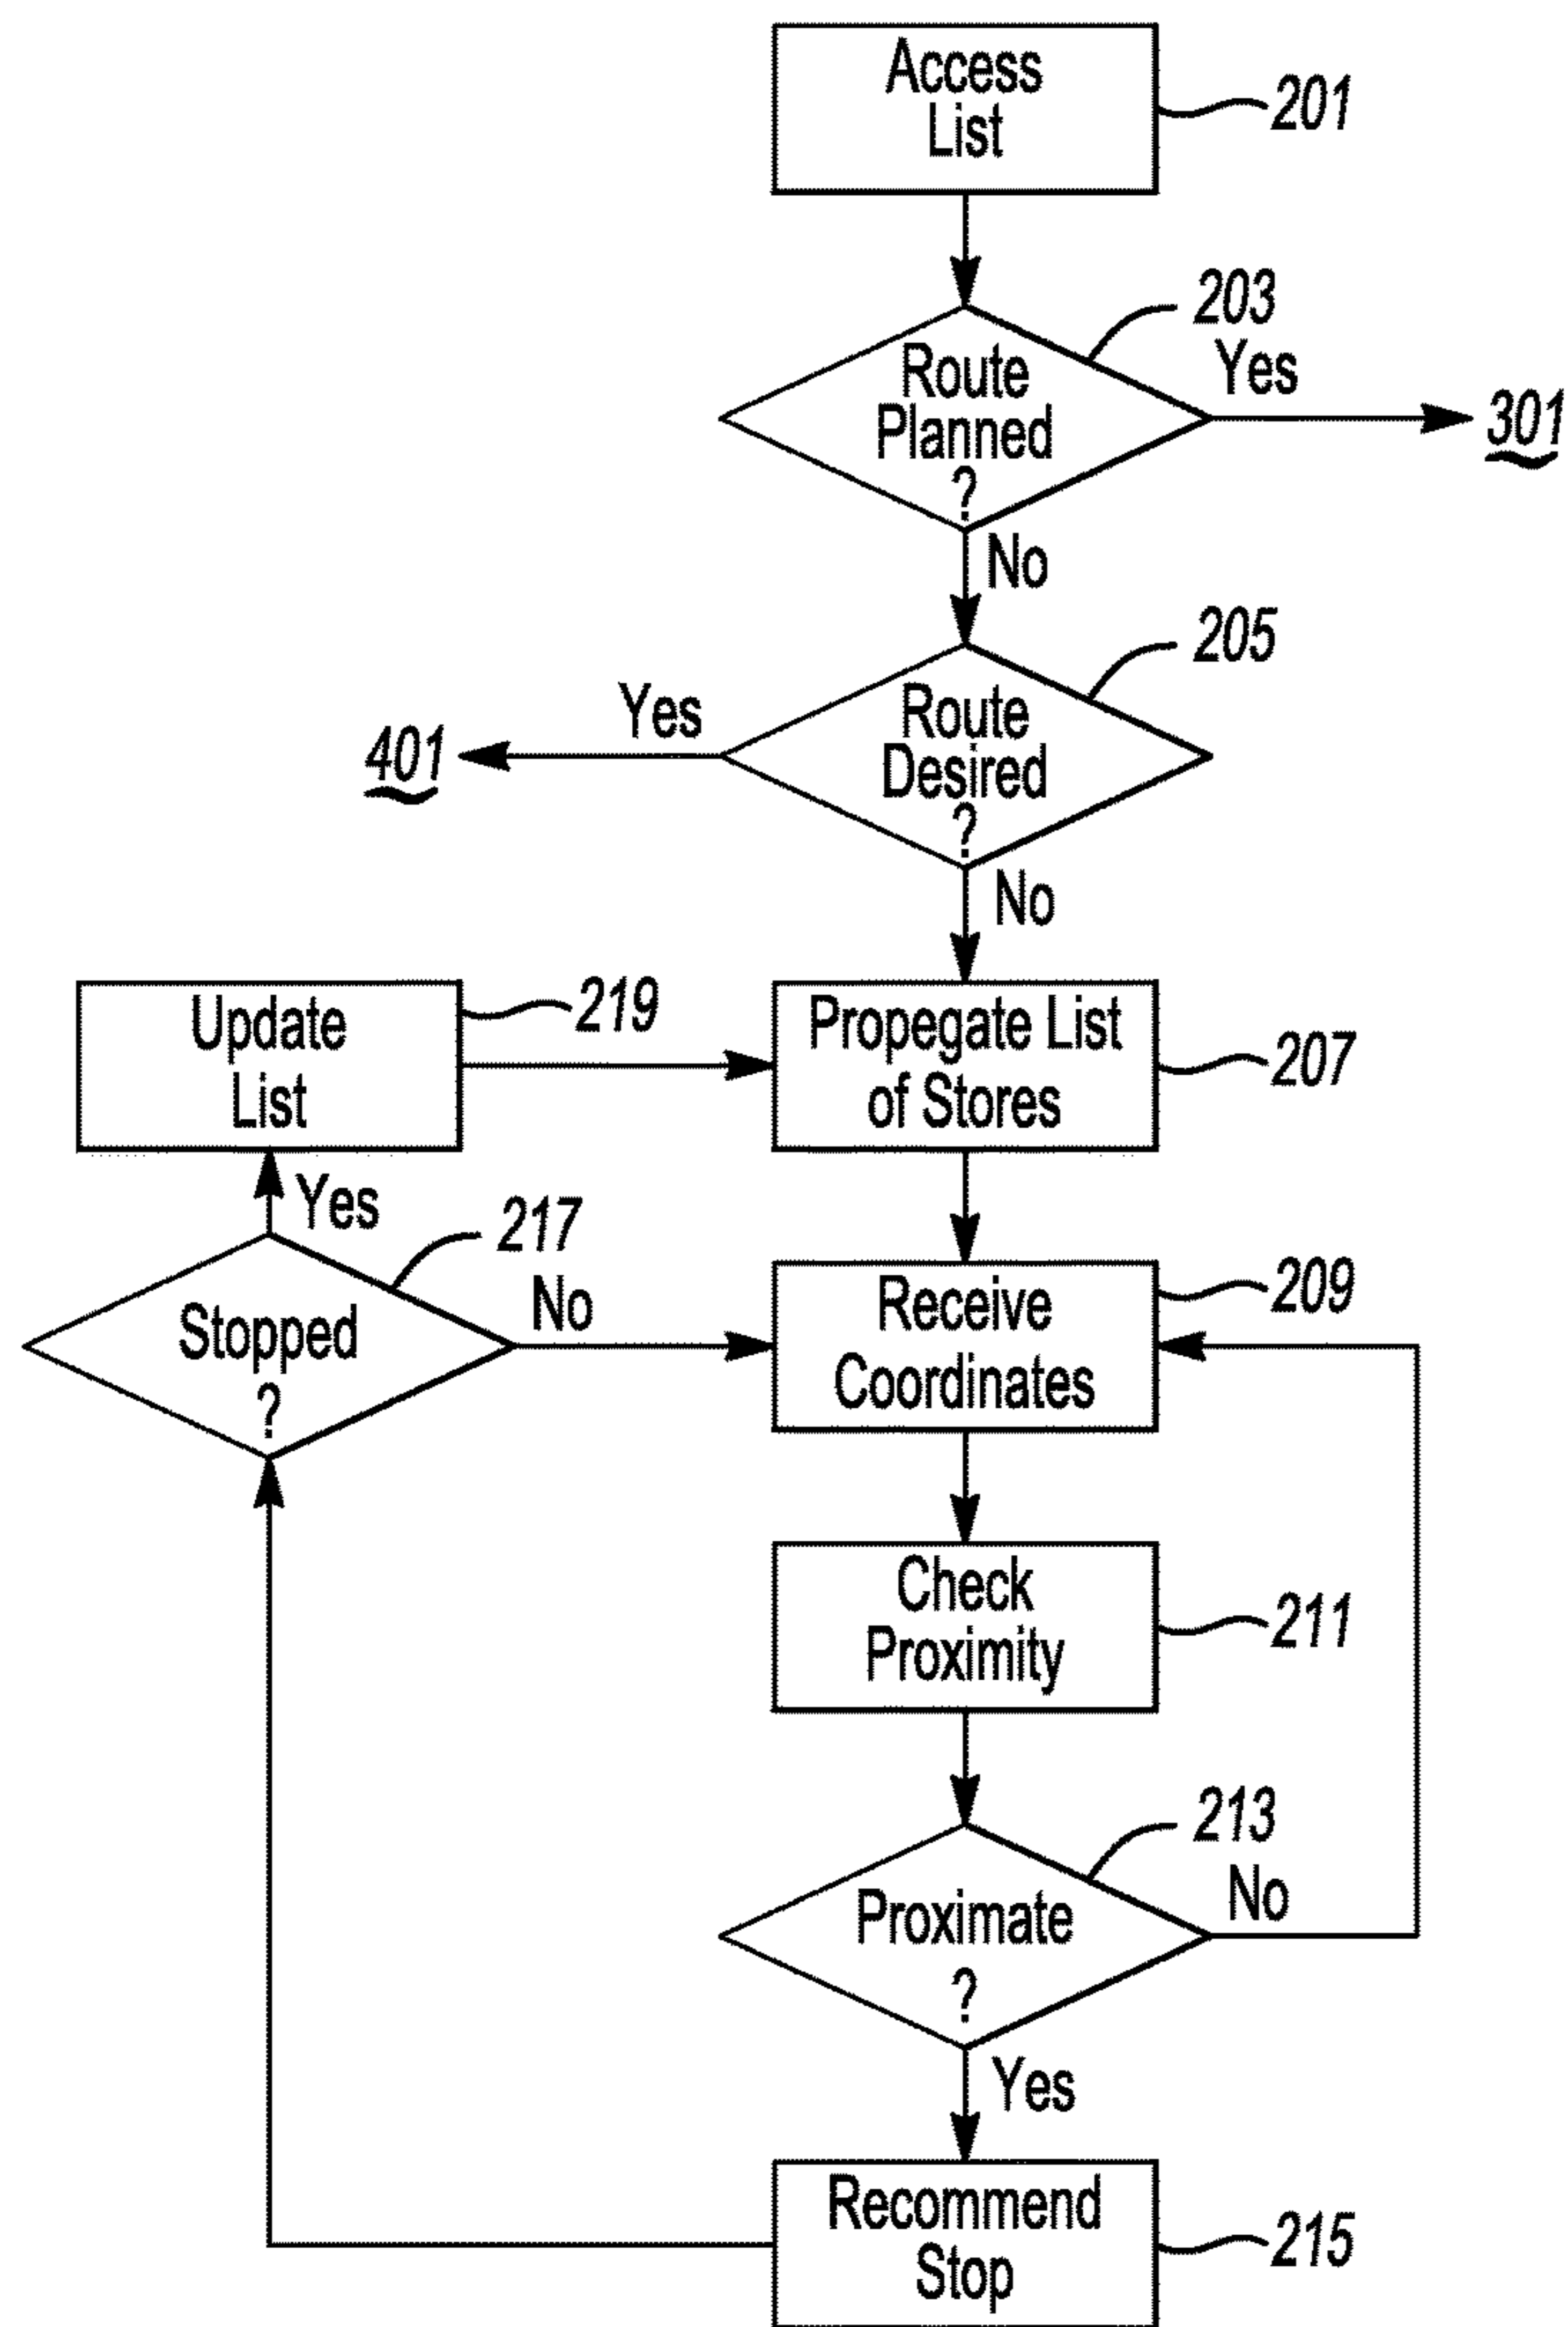 Access
List
201
203
Route
Planned
?
Yes
301
No
205
Route
Desired
?
Yes
401
No
Update
List
219
Propegate List
of Stores
207
Yes
217
Stopped
?
No
Receive
Coordinates
209
Check
Proximity
211
213
Proximate
?
No
Yes
Recommend
Stop
215